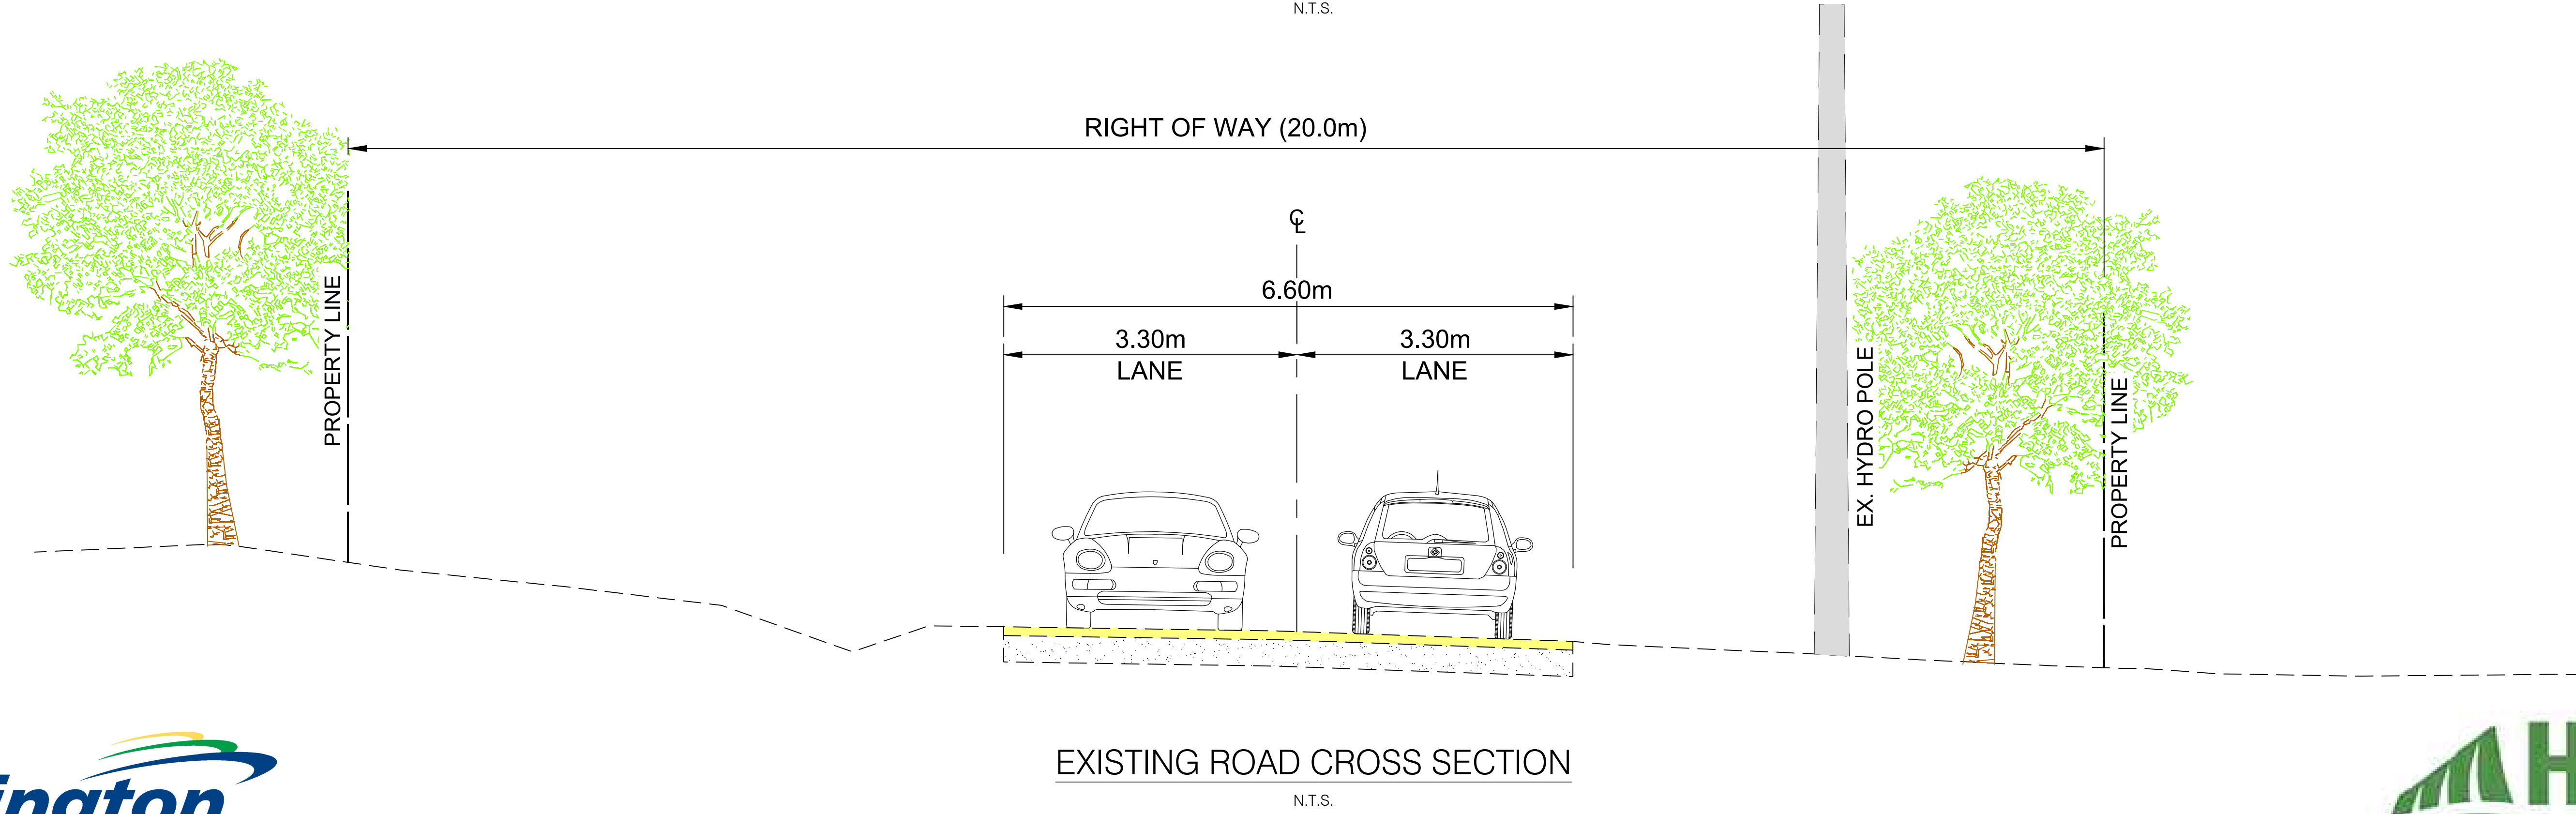 N.T.S.
RIGHT OF WAY (20.0m)
℄
6.60m
3.30m
LANE
3.30m
LANE
PROPERTY LINE
EX. HYDRO POLE
PROPERTY LINE
EXISTING ROAD CROSS SECTION
N.T.S.
ington
H